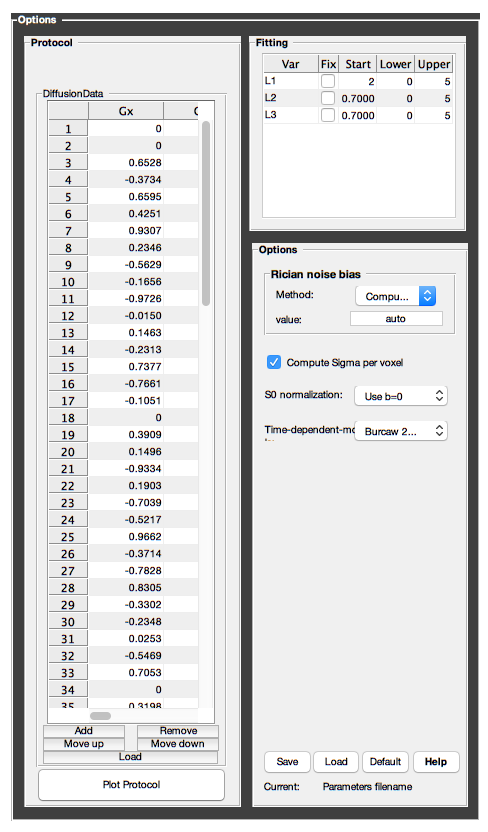 Options
Protocol
DiffusionData
Gx
1 0
2 0
3 0.6528
4 -0.3734
5 0.6595
6 0.4251
7 0.9307
8 0.2346
9 -0.5629
10 -0.1656
11 -0.9726
12 -0.0150
13 0.1463
14 -0.2313
15 0.7377
16 -0.7661
17 -0.1051
18 0
19 0.3909
20 0.1496
21 -0.9334
22 0.1903
23 -0.7039
24 -0.5217
25 0.9662
26 -0.3714
27 -0.7828
28 0.8305
29 -0.3302
30 -0.2348
31 0.0253
32 -0.5469
33 0.7053
34 0
35 0.3198
Add Remove
Move up Move down
Load
Plot Protocol
Fitting
Var Fix Start Lower Upper
L1 2 0 5
L2 0.7000 0 5
L3 0.7000 0 5
Options
Rician noise bias
Method: Compu...
value: auto
Compute Sigma per voxel
S0 normalization: Use b=0
Time-dependent-mo Burcaw 2...
Save Load Default Help
Current: Parameters filename